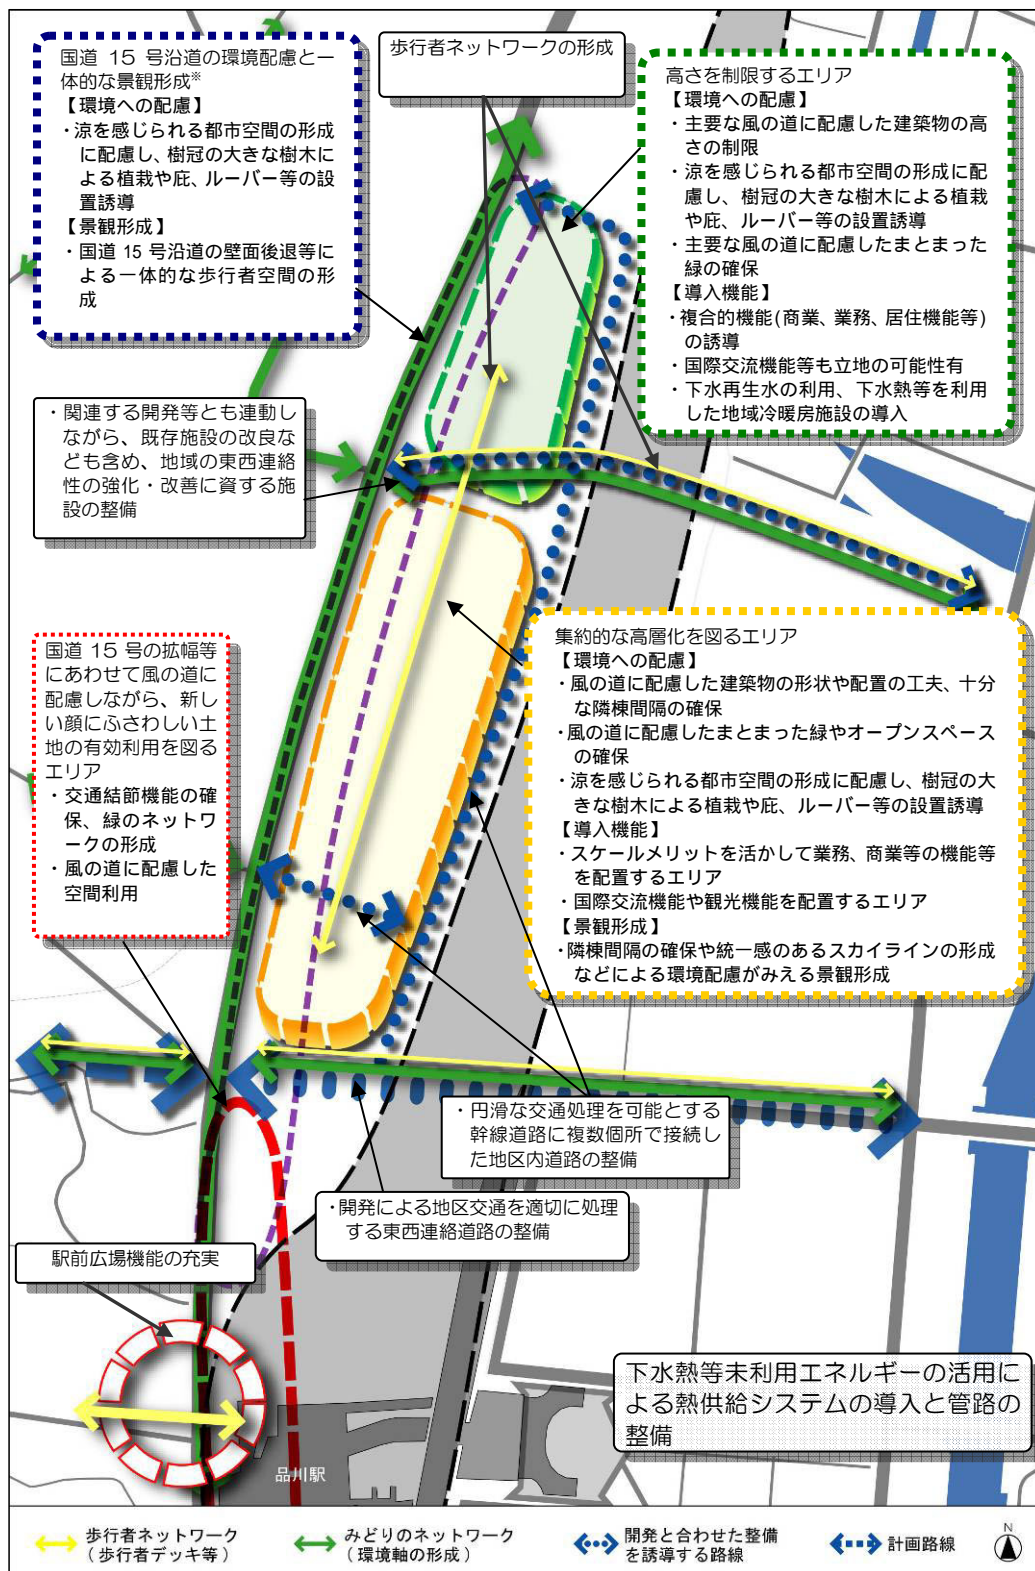 国道 15 号沿道の環境配慮と一
体的な景観形成※
【環境への配慮】
・涼を感じられる都市空間の形成
に配慮し、樹冠の大きな樹木に
よる植栽や庇、ルーバー等の設
置誘導
【景観形成】
・国道 15 号沿道の壁面後退等に
よる一体的な歩行者空間の形
成
歩行者ネットワークの形成
高さを制限するエリア
【環境への配慮】
・主要な風の道に配慮した建築物の高
さの制限
・涼を感じられる都市空間の形成に配
慮し、樹冠の大きな樹木による植栽
や庇、ルーバー等の設置誘導
・主要な風の道に配慮したまとまった
緑の確保
【導入機能】
・複合的機能(商業、業務、居住機能等)
の誘導
・国際交流機能等も立地の可能性有
・下水再生水の利用、下水熱等を利用
した地域冷暖房施設の導入
・関連する開発等とも連動し
ながら、既存施設の改良な
ども含め、地域の東西連絡
性の強化・改善に資する施
設の整備
国道 15 号の拡幅等
にあわせて風の道に
配慮しながら、新し
い顔にふさわしい土
地の有効利用を図る
エリア
・交通結節機能の確
保、緑のネットワ
ークの形成
・風の道に配慮した
空間利用
集約的な高層化を図るエリア
【環境への配慮】
・風の道に配慮した建築物の形状や配置の工夫、十分
な隣棟間隔の確保
・風の道に配慮したまとまった緑やオープンスペース
の確保
・涼を感じられる都市空間の形成に配慮し、樹冠の大
きな樹木による植栽や庇、ルーバー等の設置誘導
【導入機能】
・スケールメリットを活かして業務、商業等の機能等
を配置するエリア
・国際交流機能や観光機能を配置するエリア
【景観形成】
・隣棟間隔の確保や統一感のあるスカイラインの形成
などによる環境配慮がみえる景観形成
・円滑な交通処理を可能とする
幹線道路に複数個所で接続し
た地区内道路の整備
・開発による地区交通を適切に処理
する東西連絡道路の整備
駅前広場機能の充実
下水熱等未利用エネルギーの活用に
よる熱供給システムの導入と管路の
整備
品川駅
歩行者ネットワーク
（歩行者デッキ等）
みどりのネットワーク
（環境軸の形成）
開発と合わせた整備
を誘導する路線
計画路線
N